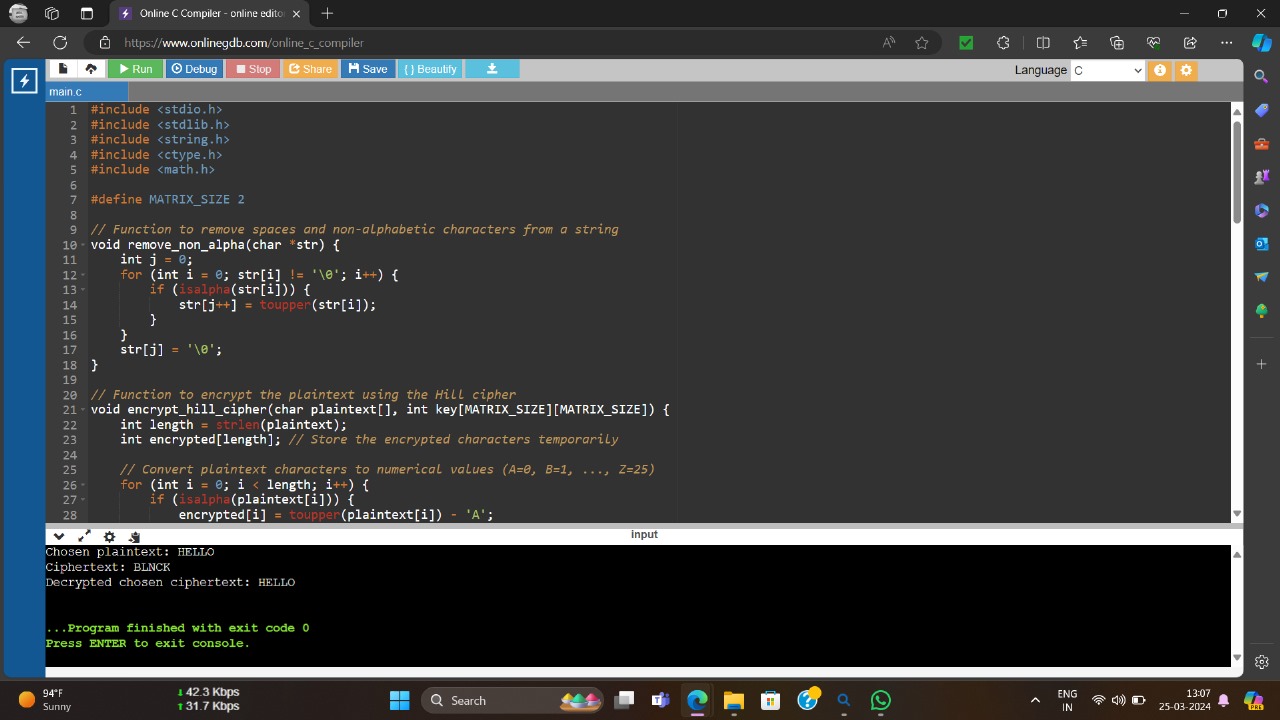 Online C Compiler - online edito
https://www.onlinegdb.com/online_c_compiler
Run Debug Stop Share Save { } Beautify
Language C
main.c
1 #include <stdio.h>
2 #include <stdlib.h>
3 #include <string.h>
4 #include <ctype.h>
5 #include <math.h>
6
7 #define MATRIX_SIZE 2
8
9 // Function to remove spaces and non-alphabetic characters from a string
10 void remove_non_alpha(char *str) {
11 int j = 0;
12 for (int i = 0; str[i] != '\0'; i++) {
13 if (isalpha(str[i])) {
14 str[j++] = toupper(str[i]);
15 }
16 }
17 str[j] = '\0';
18 }
19
20 // Function to encrypt the plaintext using the Hill cipher
21 void encrypt_hill_cipher(char plaintext[], int key[MATRIX_SIZE][MATRIX_SIZE]) {
22 int length = strlen(plaintext);
23 int encrypted[length]; // Store the encrypted characters temporarily
24
25 // Convert plaintext characters to numerical values (A=0, B=1, ..., Z=25)
26 for (int i = 0; i < length; i++) {
27 if (isalpha(plaintext[i])) {
28 encrypted[i] = toupper(plaintext[i]) - 'A';
input
Chosen plaintext: HELLO
Ciphertext: BLNCK
Decrypted chosen ciphertext: HELLO
...Program finished with exit code 0
Press ENTER to exit console.
94°F
Sunny
42.3 Kbps
31.7 Kbps
Search
ENG
IN
13:07
25-03-2024
PRE